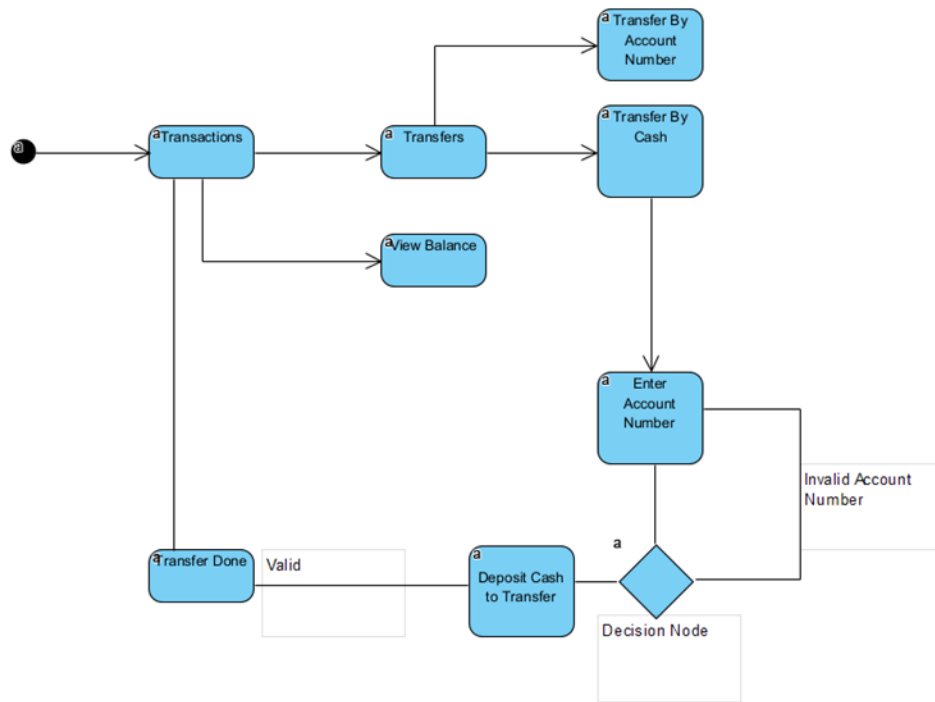 a
Transfer By
Account
Number
a
a
Transactions
a
Transfers
a
Transfer By
Cash
a
View Balance
a
Enter
Account
Number
Invalid Account
Number
a
Transfer Done
Valid
a
Deposit Cash
to Transfer
a
Decision Node